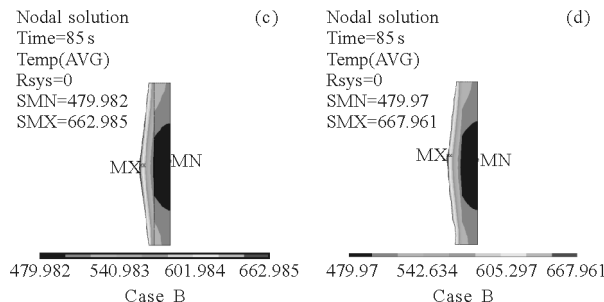 Nodal solution (c)
Time=85 s
Temp(AVG)
Rsys=0
SMN=479.982
SMX=662.985
MX MN
479.982 540.983 601.984 662.985
Case B
Nodal solution (d)
Time=85 s
Temp(AVG)
Rsys=0
SMN=479.97
SMX=667.961
MX MN
479.97 542.634 605.297 667.961
Case B